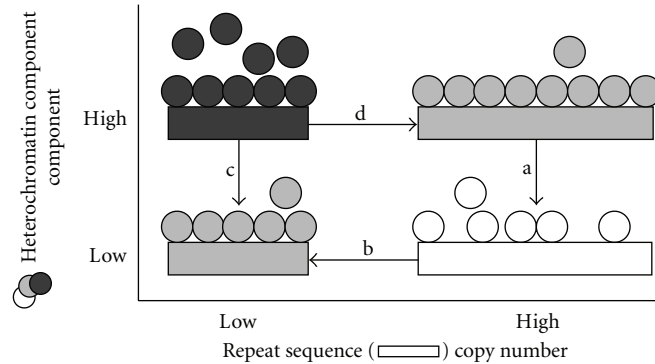 Heterochromatin component
component
High
Low
d
c
a
b
Low
High
Repeat sequence ( ) copy number